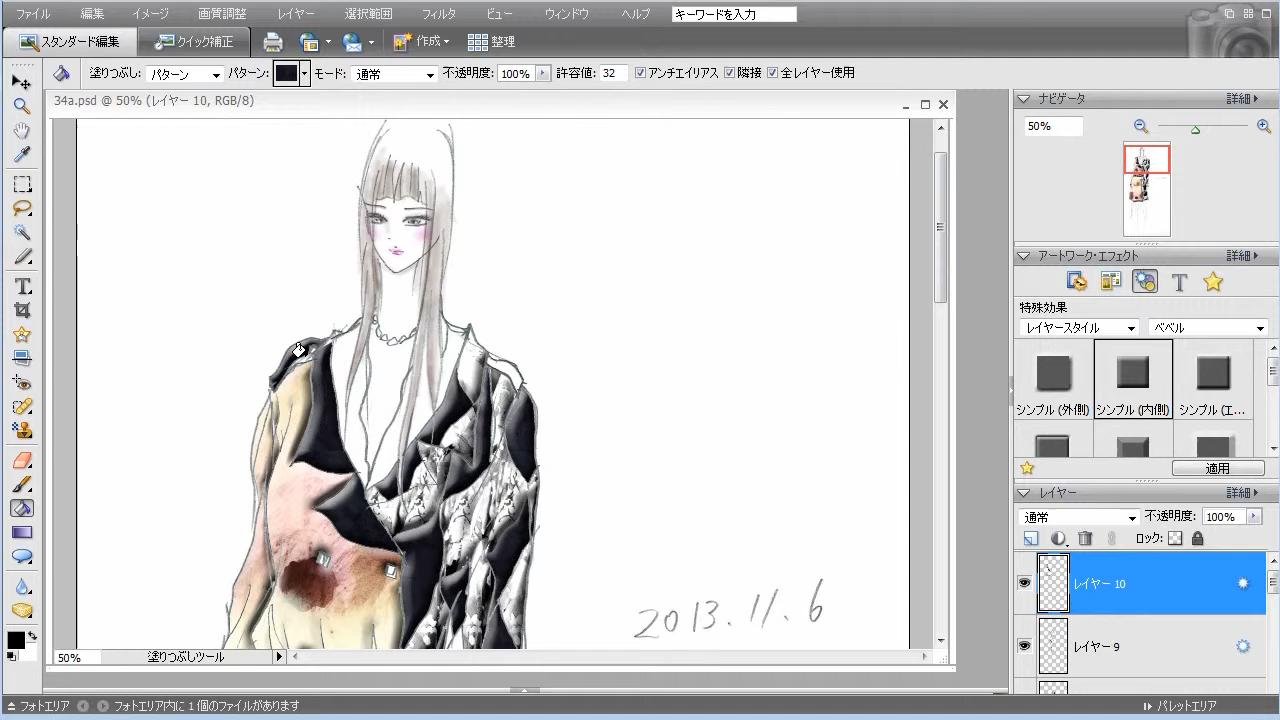 ファイル 編集 イメージ 画質調整 レイヤー 選択範囲 フィルタ ビュー ウィンドウ ヘルプ キーワードを入力
スタンダード編集 クイック補正 作成 整理
塗りつぶし: パターン パターン: モード: 通常 不透明度: 100% 許容値: 32 アンチエイリアス 隣接 全レイヤー使用
34a.psd @ 50% (レイヤー 10, RGB/8)
ナビゲータ 詳細
50%
アートワーク・エフェクト 詳細
特殊効果
レイヤースタイル ベベル
シンプル (外側) シンプル (内側) シンプル (エ...
適用
レイヤー 詳細
通常 不透明度: 100%
ロック:
レイヤー 10
レイヤー 9
2013.11.6
50% 塗りつぶしツール
フォトエリア フォトエリア内に 1 個のファイルがあります パレットエリア